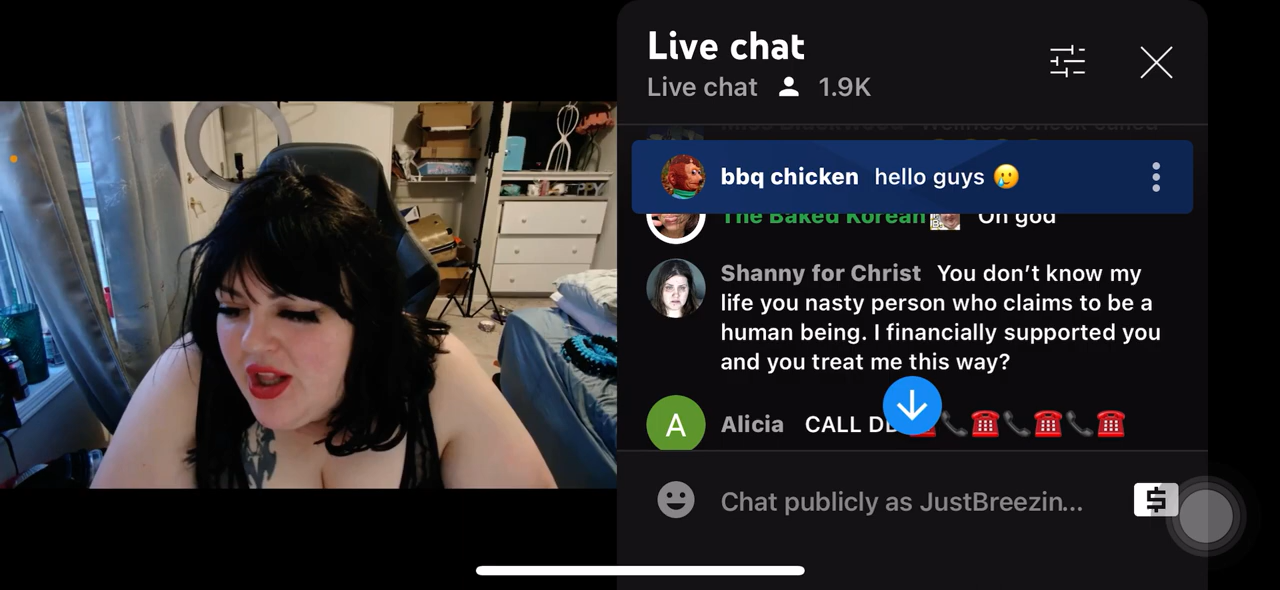 Live chat
Live chat 1.9K
bbq chicken hello guys 🥲
The Baked Korean Oh god
Shanny for Christ You don't know my
life you nasty person who claims to be a
human being. I financially supported you
and you treat me this way?
A Alicia CALL ☎️📞☎️📞☎️📞☎️
Chat publicly as JustBreezin...